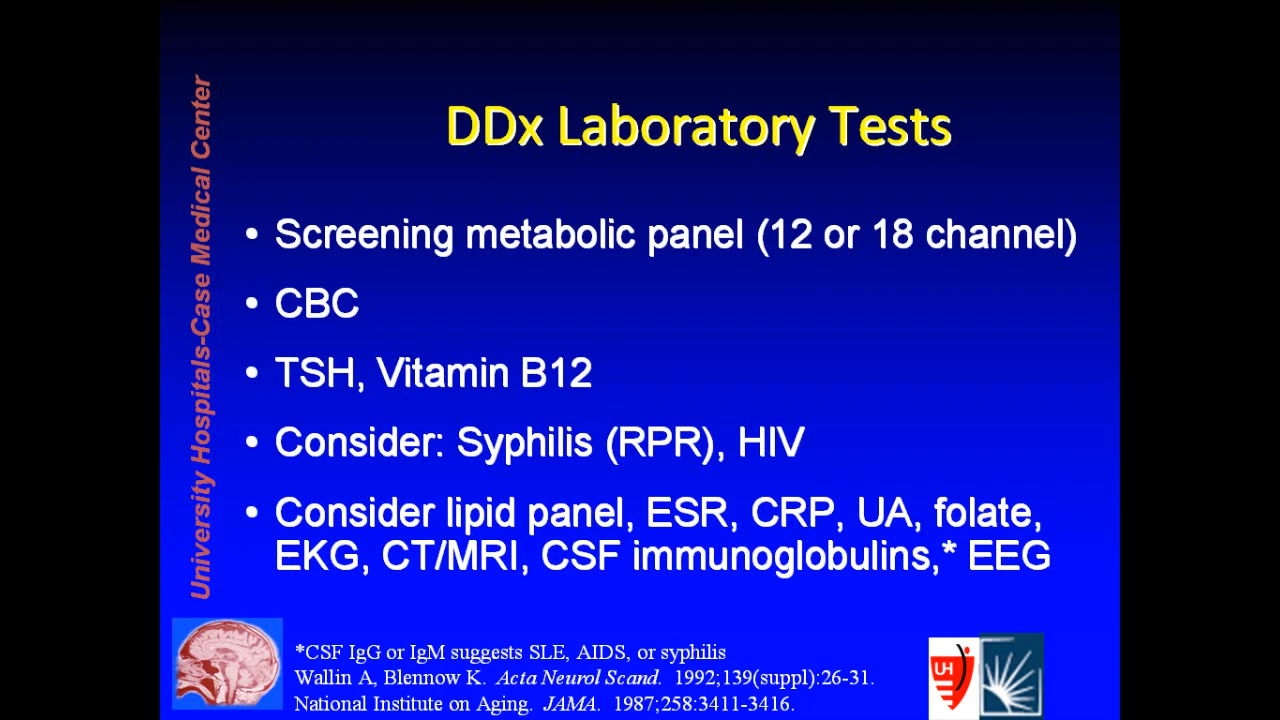 DDx Laboratory Tests
University Hospitals-Case Medical Center
• Screening metabolic panel (12 or 18 channel)
• CBC
• TSH, Vitamin B12
• Consider: Syphilis (RPR), HIV
• Consider lipid panel, ESR, CRP, UA, folate,
EKG, CT/MRI, CSF immunoglobulins,* EEG
*CSF IgG or IgM suggests SLE, AIDS, or syphilis
Wallin A, Blennow K. Acta Neurol Scand. 1992;139(suppl):26-31.
National Institute on Aging. JAMA. 1987;258:3411-3416.
UH